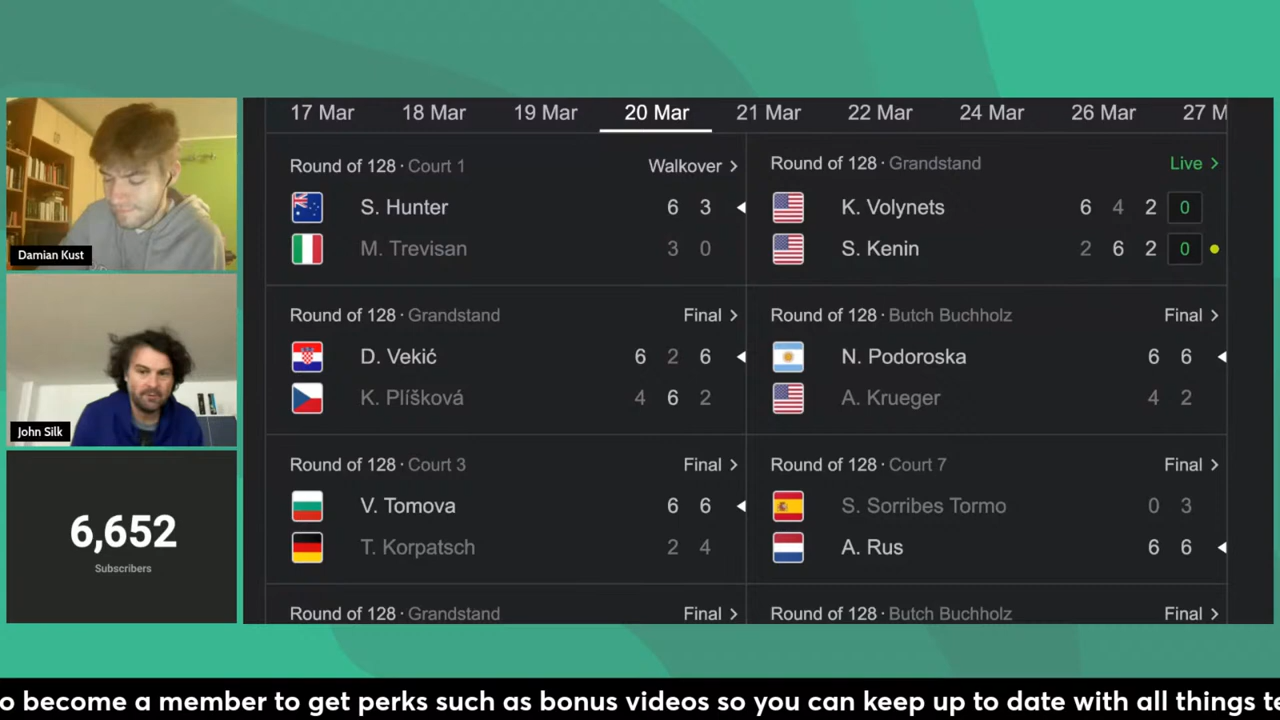 17 Mar 18 Mar 19 Mar 20 Mar 21 Mar 22 Mar 24 Mar 26 Mar 27 M
Round of 128 · Court 1 Walkover >
S. Hunter 6 3
M. Trevisan 3 0
Round of 128 · Grandstand Live >
K. Volynets 6 4 2 0
S. Kenin 2 6 2 0
Round of 128 · Grandstand Final >
D. Vekić 6 2 6
K. Plíšková 4 6 2
Round of 128 · Butch Buchholz Final >
N. Podoroska 6 6
A. Krueger 4 2
Round of 128 · Court 3 Final >
V. Tomova 6 6
T. Korpatsch 2 4
Round of 128 · Court 7 Final >
S. Sorribes Tormo 0 3
A. Rus 6 6
Round of 128 · Grandstand Final >
Round of 128 · Butch Buchholz Final >
Damian Kust
John Silk
6,652
Subscribers
o become a member to get perks such as bonus videos so you can keep up to date with all things te